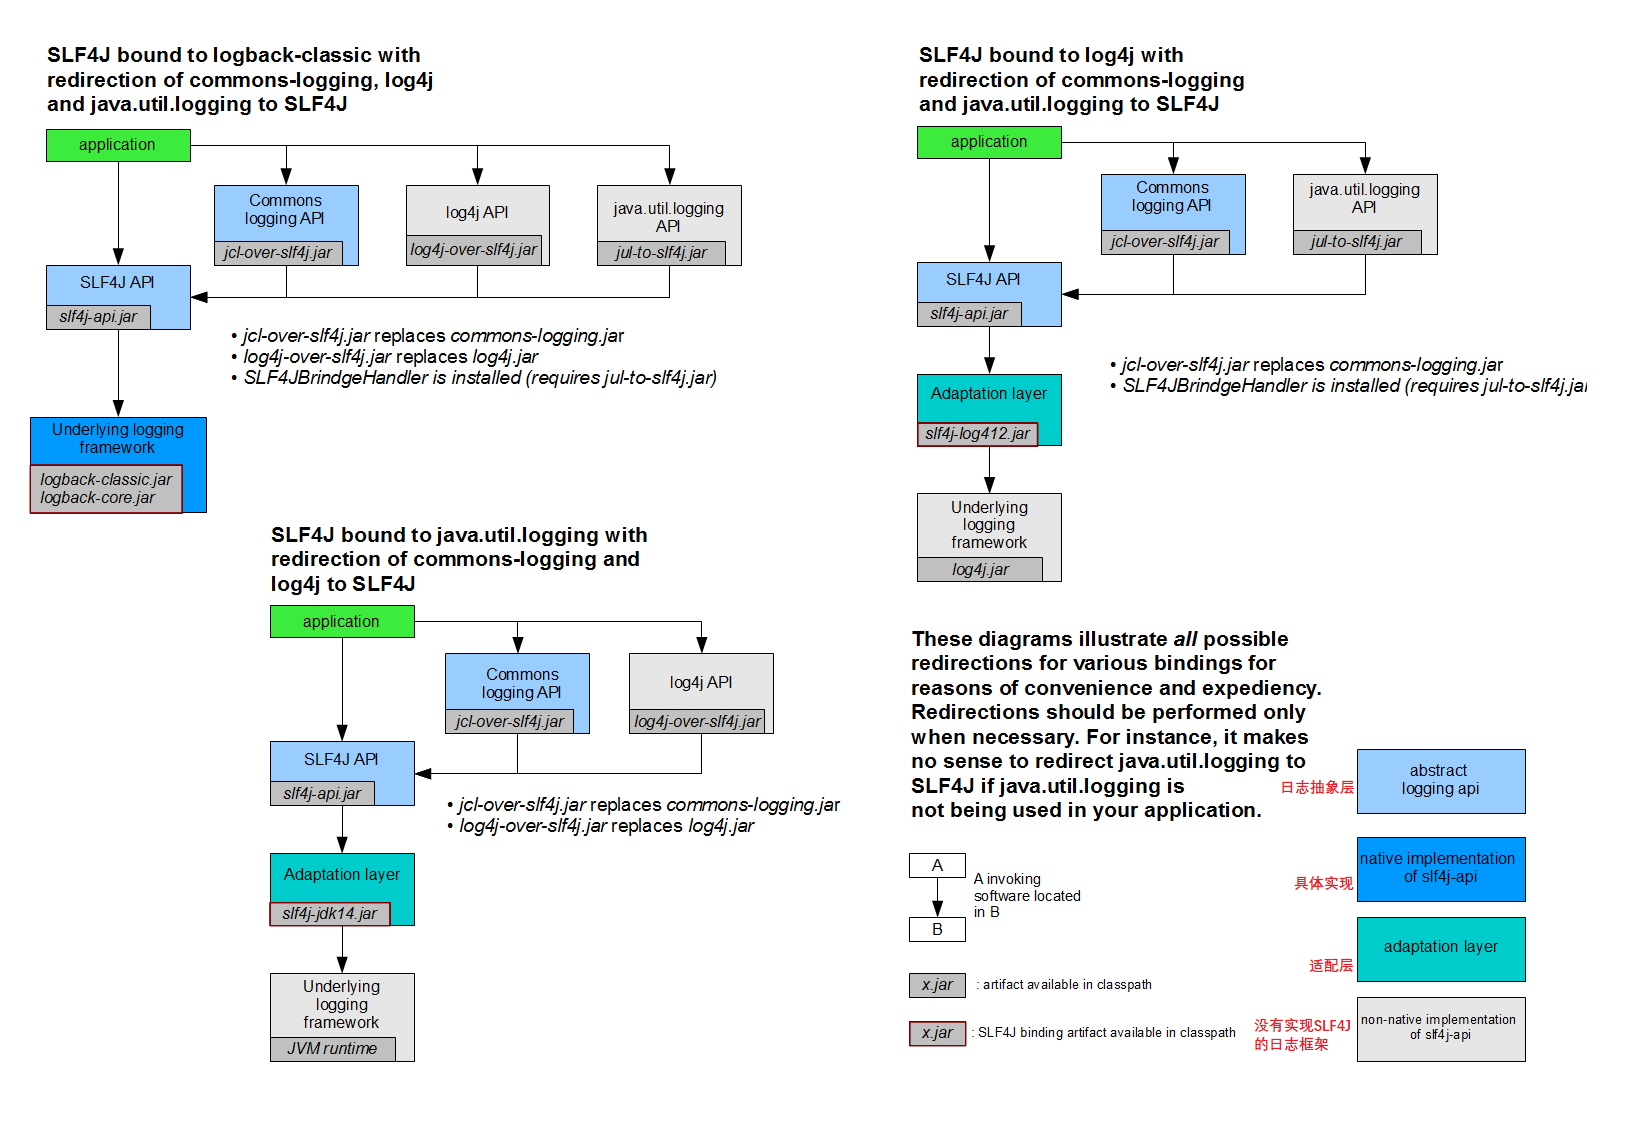 SLF4J bound to logback-classic with
redirection of commons-logging, log4j
and java.util.logging to SLF4J
application
Commons
logging API
jcl-over-slf4j.jar
log4j API
log4j-over-slf4j.jar
java.util.logging
API
jul-to-slf4j.jar
SLF4J API
slf4j-api.jar
• jcl-over-slf4j.jar replaces commons-logging.jar
• log4j-over-slf4j.jar replaces log4j.jar
• SLF4JBrindgeHandler is installed (requires jul-to-slf4j.jar)
Underlying logging
framework
logback-classic.jar
logback-core.jar
SLF4J bound to log4j with
redirection of commons-logging
and java.util.logging to SLF4J
application
Commons
logging API
jcl-over-slf4j.jar
java.util.logging
API
jul-to-slf4j.jar
SLF4J API
slf4j-api.jar
• jcl-over-slf4j.jar replaces commons-logging.jar
• SLF4JBrindgeHandler is installed (requires jul-to-slf4j.jar
Adaptation layer
slf4j-log412.jar
Underlying
logging
framework
log4j.jar
SLF4J bound to java.util.logging with
redirection of commons-logging and
log4j to SLF4J
application
Commons
logging API
jcl-over-slf4j.jar
log4j API
log4j-over-slf4j.jar
SLF4J API
slf4j-api.jar
• jcl-over-slf4j.jar replaces commons-logging.jar
• log4j-over-slf4j.jar replaces log4j.jar
Adaptation layer
slf4j-jdk14.jar
Underlying
logging
framework
JVM runtime
These diagrams illustrate all possible
redirections for various bindings for
reasons of convenience and expediency.
Redirections should be performed only
when necessary. For instance, it makes
no sense to redirect java.util.logging to
SLF4J if java.util.logging is
not being used in your application.
A
A invoking
software located
in B
B
x.jar : artifact available in classpath
x.jar : SLF4J binding artifact available in classpath
日志抽象层
abstract
logging api
具体实现
native implementation
of slf4j-api
适配层
adaptation layer
没有实现SLF4J
的日志框架
non-native implementation
of slf4j-api